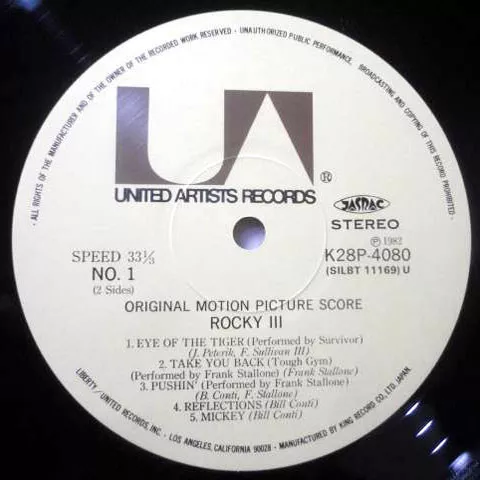 · ALL RIGHTS OF THE MANUFACTURER AND OF THE OWNER OF THE RECORDED WORK RESERVED · UNAUTHORIZED PUBLIC PERFORMANCE, BROADCASTING AND COPYING OF THIS RECORD PROHIBITED ·
UA®
UNITED ARTISTS RECORDS
JASRAC
STEREO
℗ 1982
SPEED 33⅓
K28P-4080
NO. 1
(SILBT 11169) U
(2 Sides)
ORIGINAL MOTION PICTURE SCORE
ROCKY III
1. EYE OF THE TIGER (Performed by Survivor)
(J. Peterik, F. Sullivan III)
2. TAKE YOU BACK (Tough Gym)
(Performed by Frank Stallone) (Frank Stallone)
3. PUSHIN' (Performed by Frank Stallone)
(B. Conti, F. Stallone)
4. REFLECTIONS (Bill Conti)
5. MICKEY (Bill Conti)
LIBERTY/UNITED RECORDS, INC. · LOS ANGELES, CALIFORNIA 90028 · MANUFACTURED BY KING RECORD CO., LTD. JAPAN